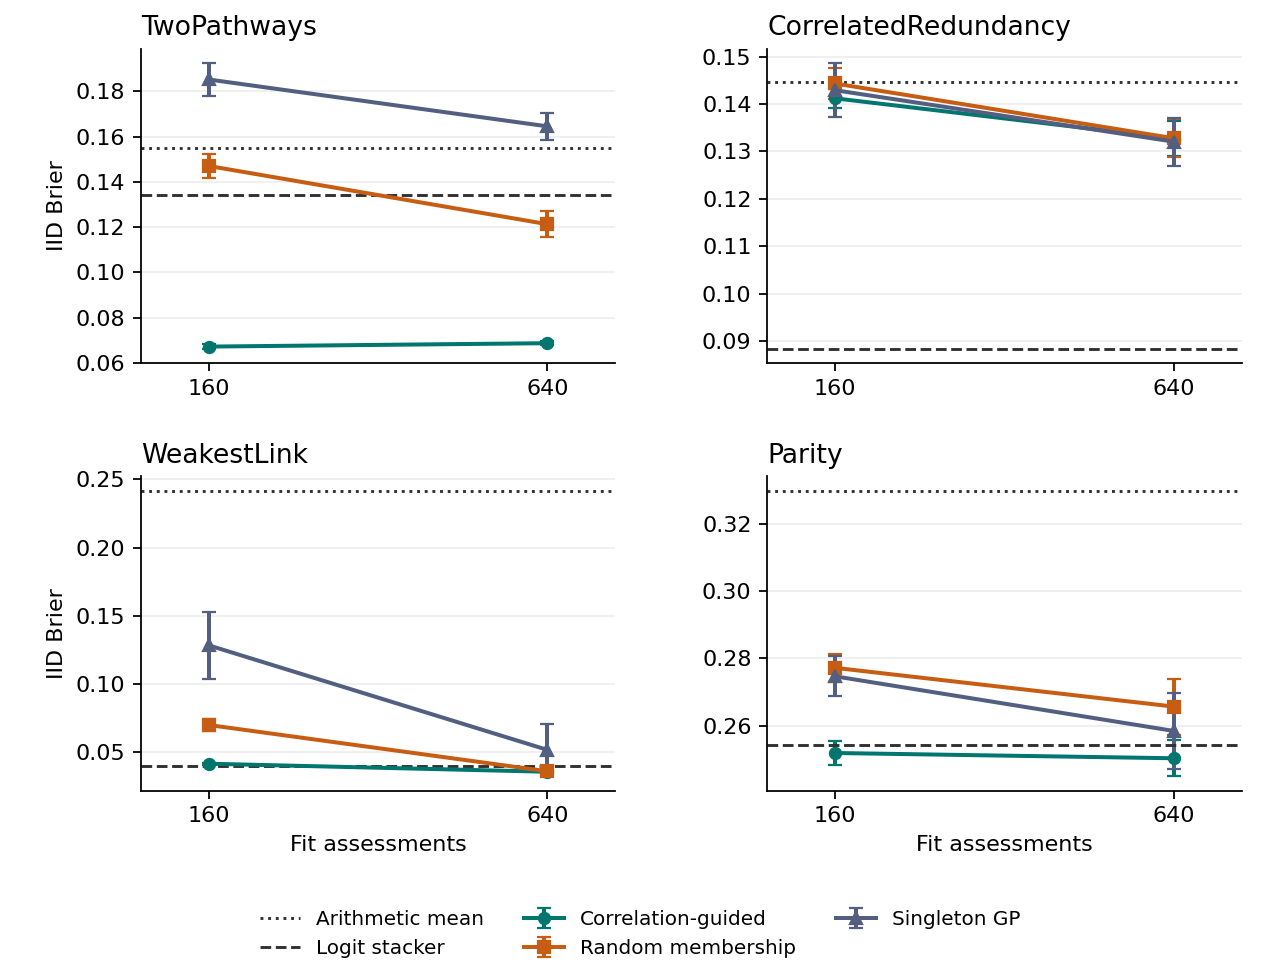 TwoPathways
IID Brier
0.18
0.16
0.14
0.12
0.10
0.08
0.06
160
640
CorrelatedRedundancy
0.15
0.14
0.13
0.12
0.11
0.10
0.09
160
640
WeakestLink
IID Brier
0.25
0.20
0.15
0.10
0.05
160
640
Fit assessments
Parity
0.32
0.30
0.28
0.26
160
640
Fit assessments
Arithmetic mean
Logit stacker
Correlation-guided
Random membership
Singleton GP